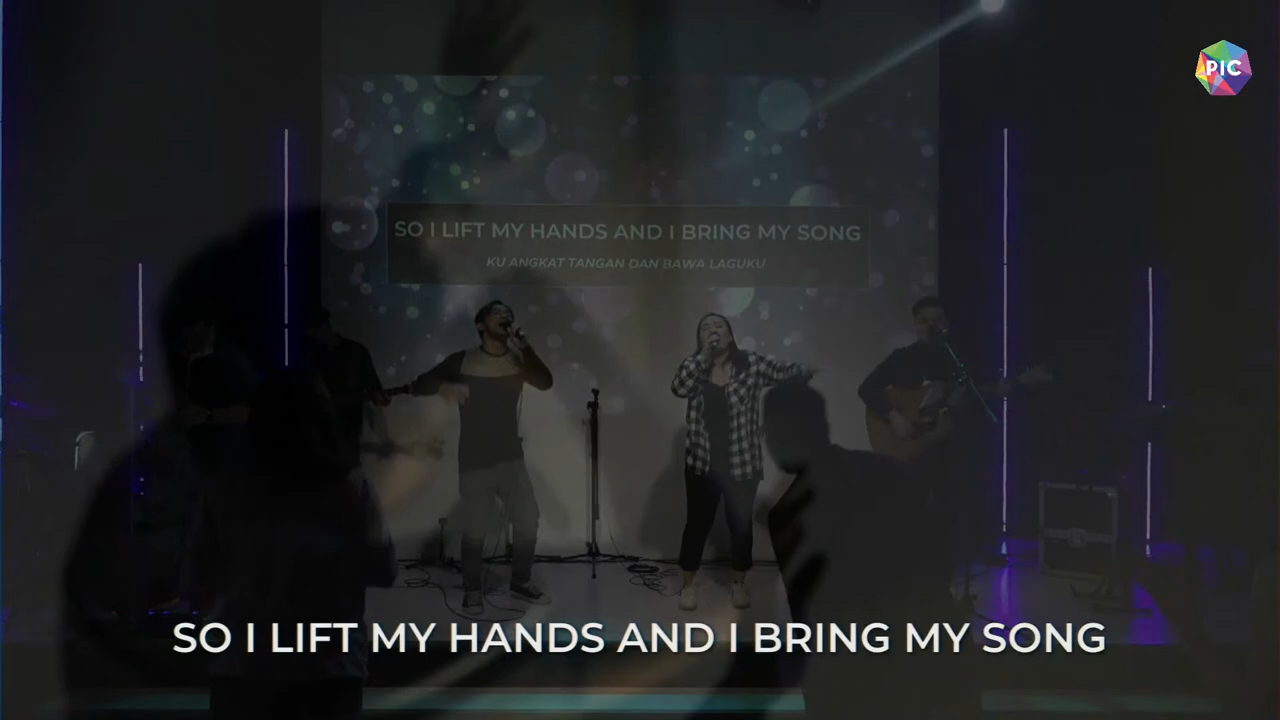 PIC
SO I LIFT MY HANDS AND I BRING MY SONG
KU ANGKAT TANGAN DAN BAWA LAGUKU
SO I LIFT MY HANDS AND I BRING MY SONG